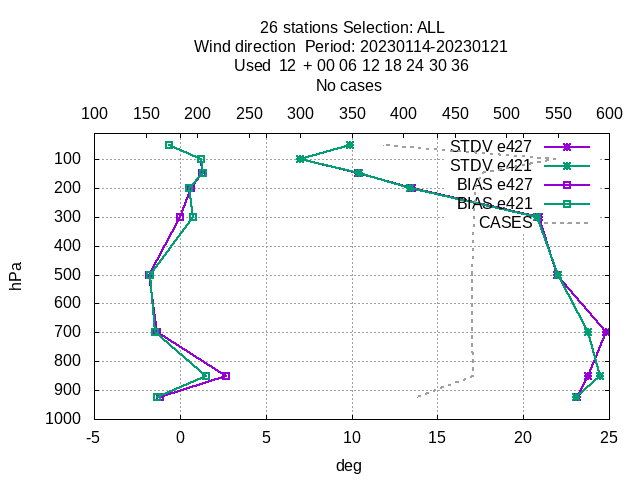 26 stations Selection: ALL
Wind direction  Period: 20230114-20230121
Used  12  + 00 06 12 18 24 30 36
No cases
100 150 200 250 300 350 400 450 500 550 600
STDV e427
STDV e421
BIAS e427
BIAS e421
CASES
100
200
300
400
500
600
700
800
900
1000
hPa
-5 0 5 10 15 20 25
deg